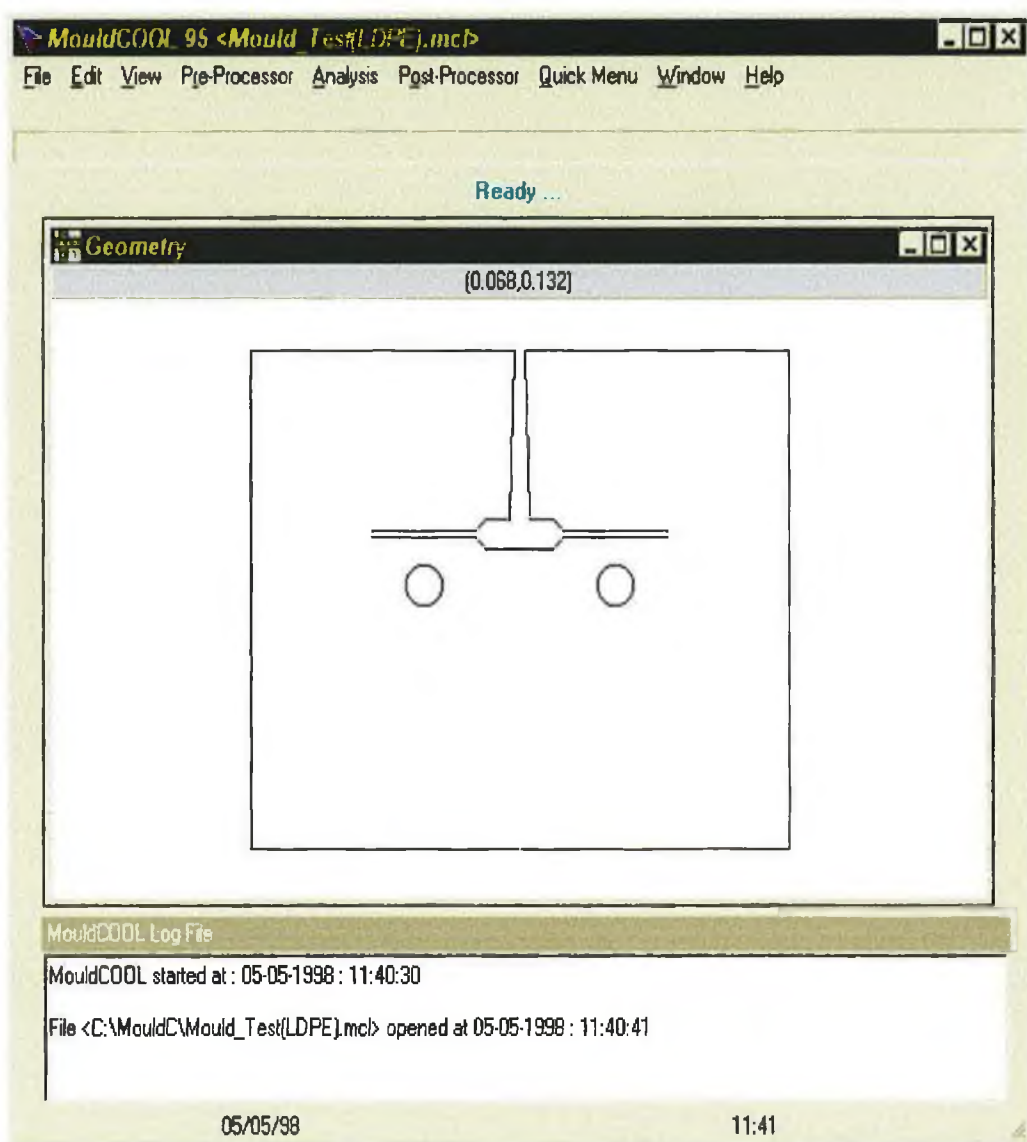 MouldCOOL 95 <Mould_Test(LDPE).mcl>
File Edit View Pre-Processor Analysis Post-Processor Quick Menu Window Help
Ready ...
Geometry
(0.068,0.132)
MouldCOOL Log File
MouldCOOL started at : 05-05-1998 : 11:40:30
File <C:\MouldC\Mould_Test(LDPE).mcl> opened at 05-05-1998 : 11:40:41
05/05/98 11:41